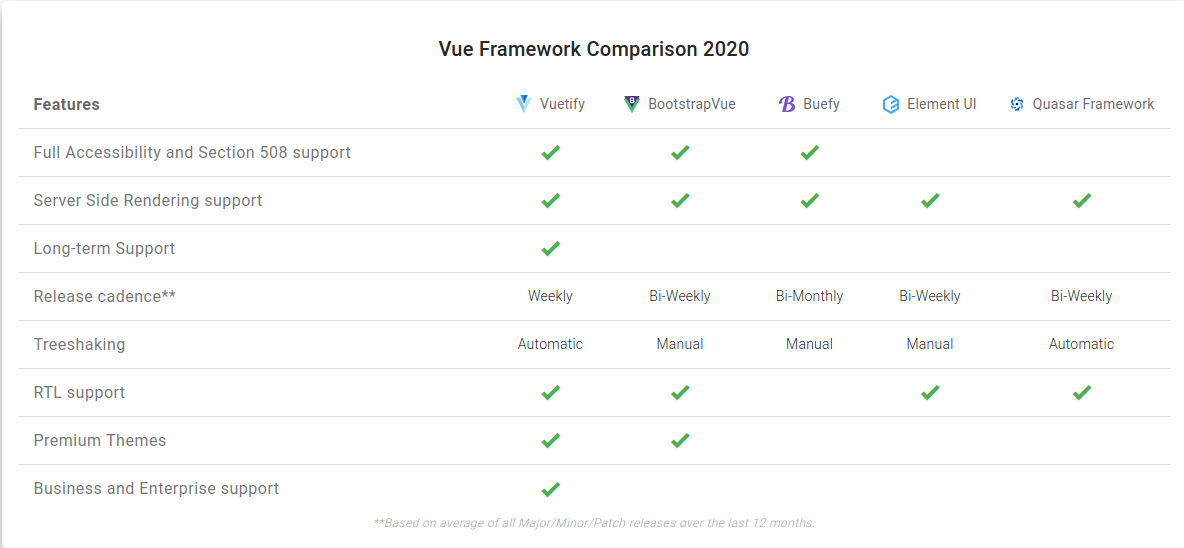 Vue Framework Comparison 2020
Features Vuetify BootstrapVue Buefy Element UI Quasar Framework
Full Accessibility and Section 508 support
Server Side Rendering support
Long-term Support
Release cadence** Weekly Bi-Weekly Bi-Monthly Bi-Weekly Bi-Weekly
Treeshaking Automatic Manual Manual Manual Automatic
RTL support
Premium Themes
Business and Enterprise support
**Based on average of all Major/Minor/Patch releases over the last 12 months.